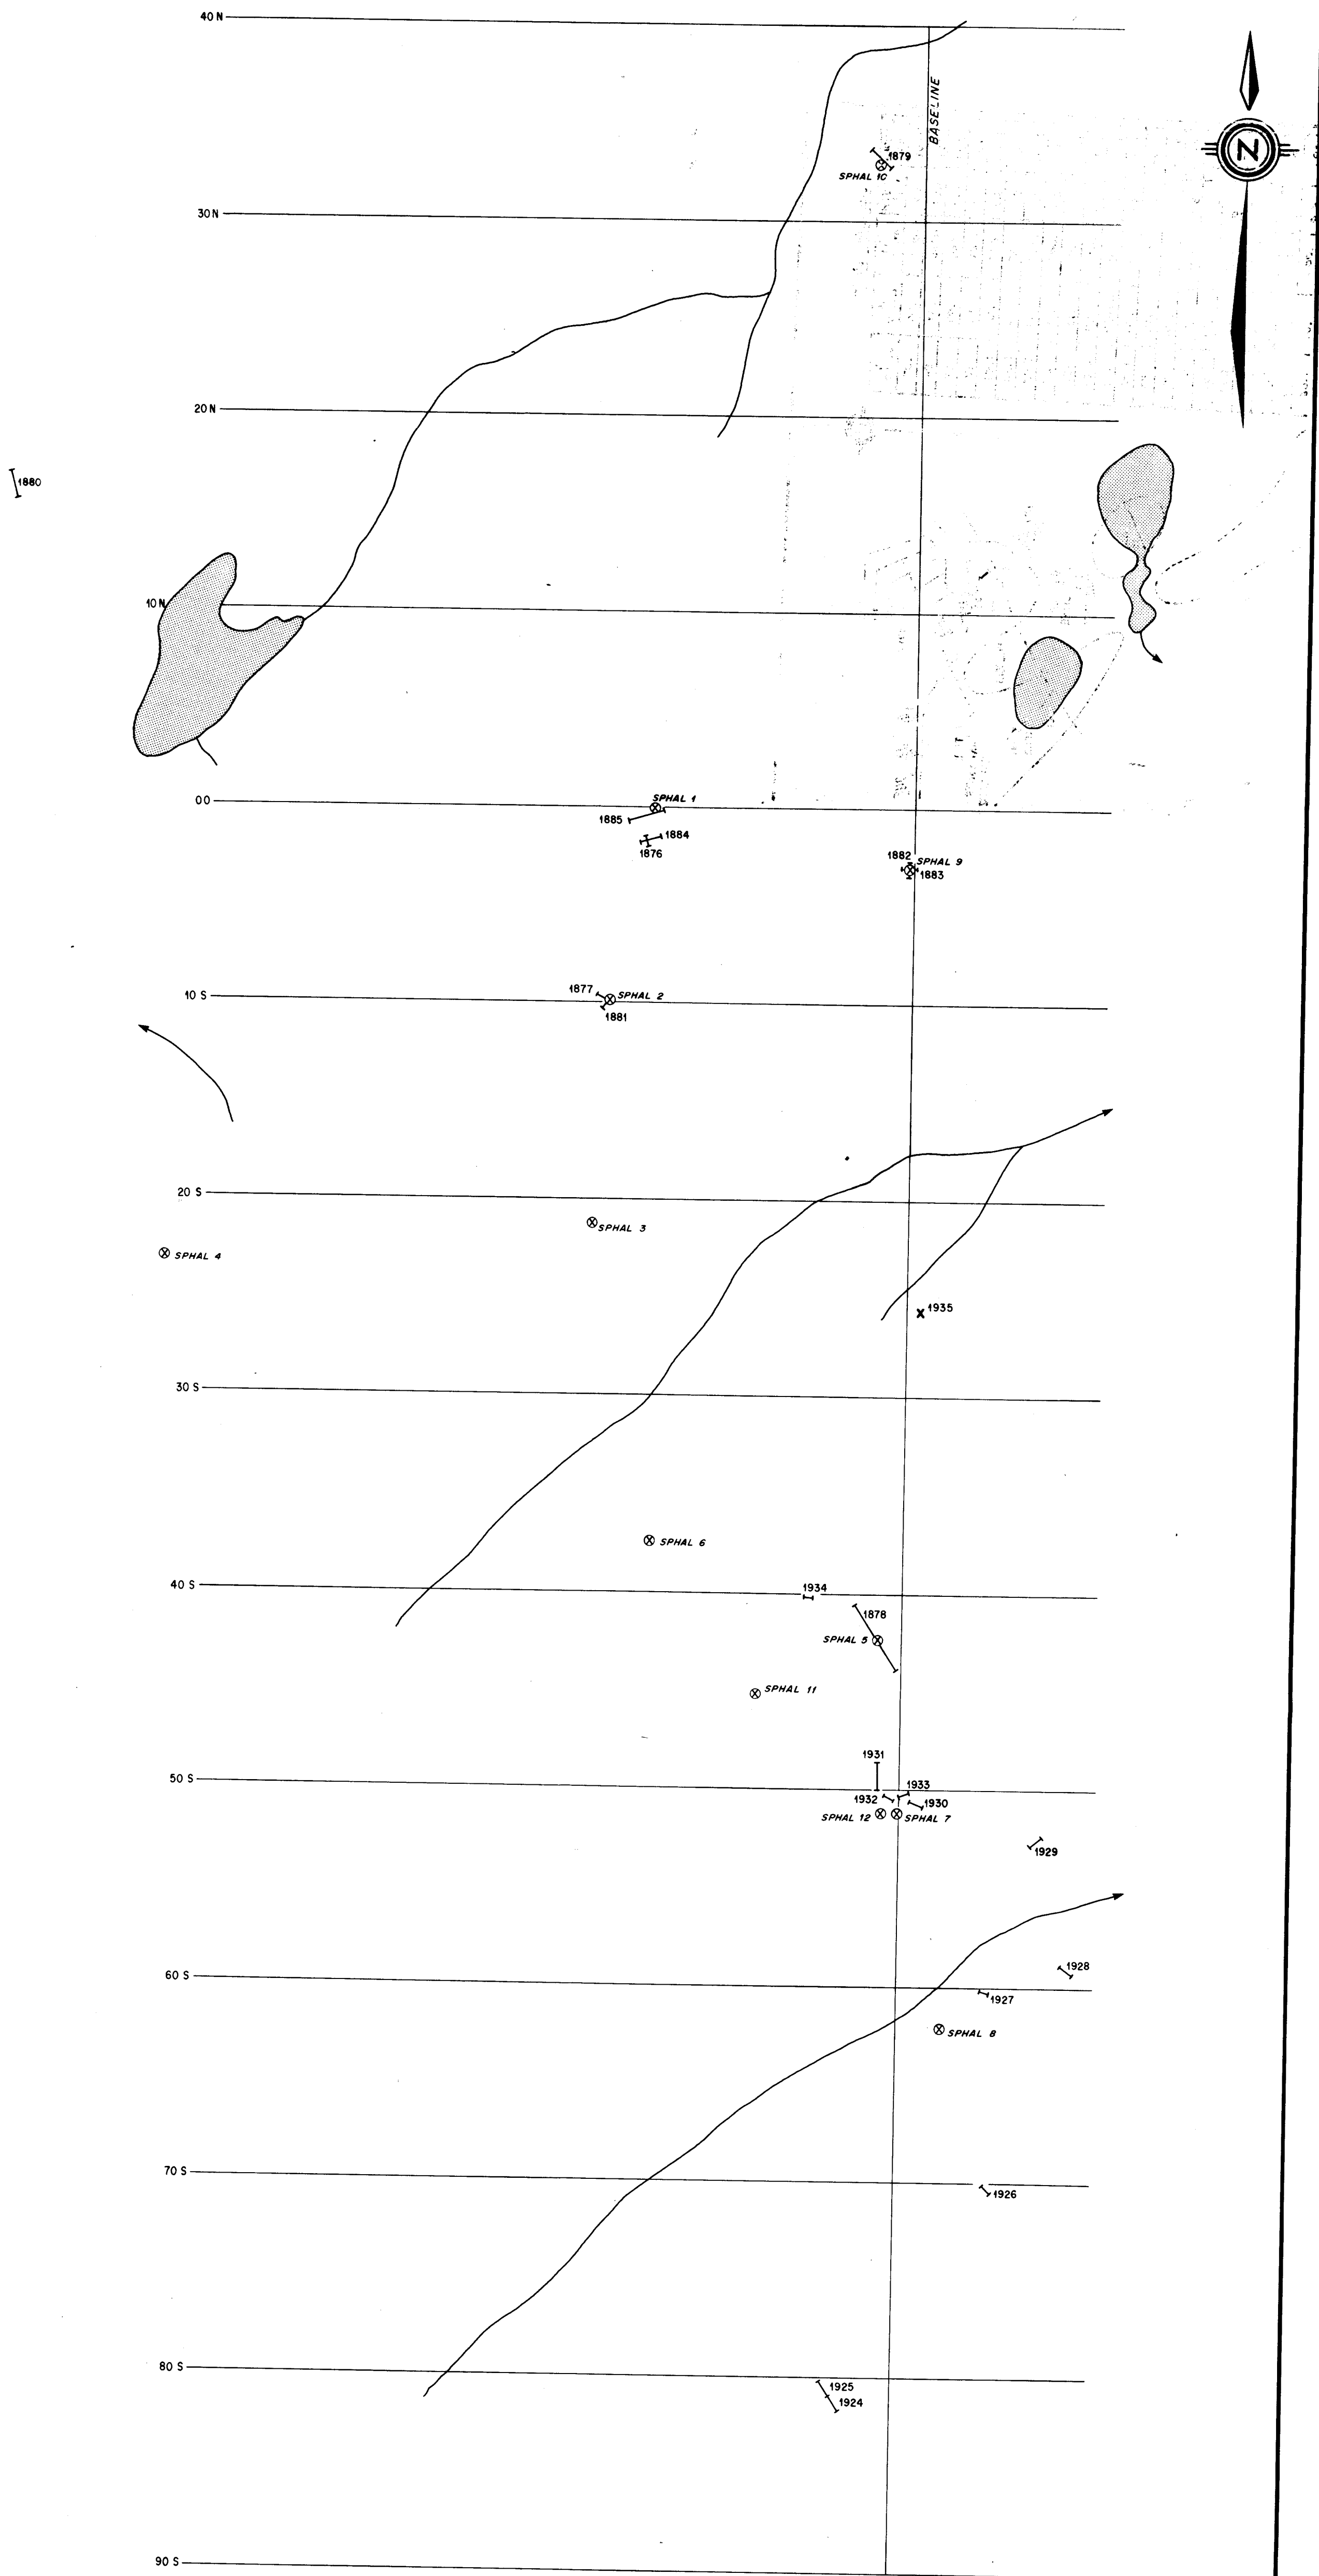 40 N
BASELINE
N
1879
SPHAL 10
30 N
20 N
1880
10 N
00
SPHAL 1
1885
1884
1876
1882
SPHAL 9
1883
10 S
1877
SPHAL 2
1881
20 S
SPHAL 3
SPHAL 4
1935
30 S
SPHAL 6
40 S
1934
1878
SPHAL 5
SPHAL 11
1931
50 S
1933
1932
1930
SPHAL 12
SPHAL 7
1929
1928
60 S
1927
SPHAL 8
70 S
1926
80 S
1925
1924
90 S